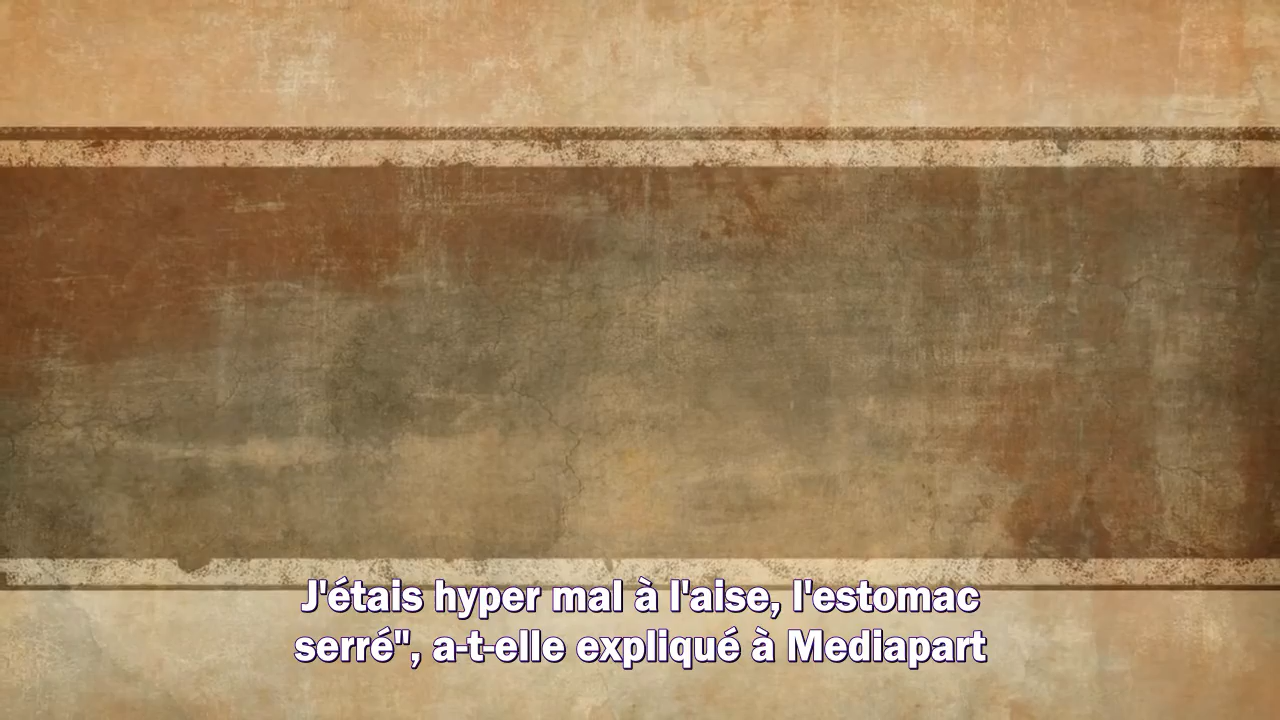 J'étais hyper mal à l'aise, l'estomac
serré", a-t-elle expliqué à Mediapart